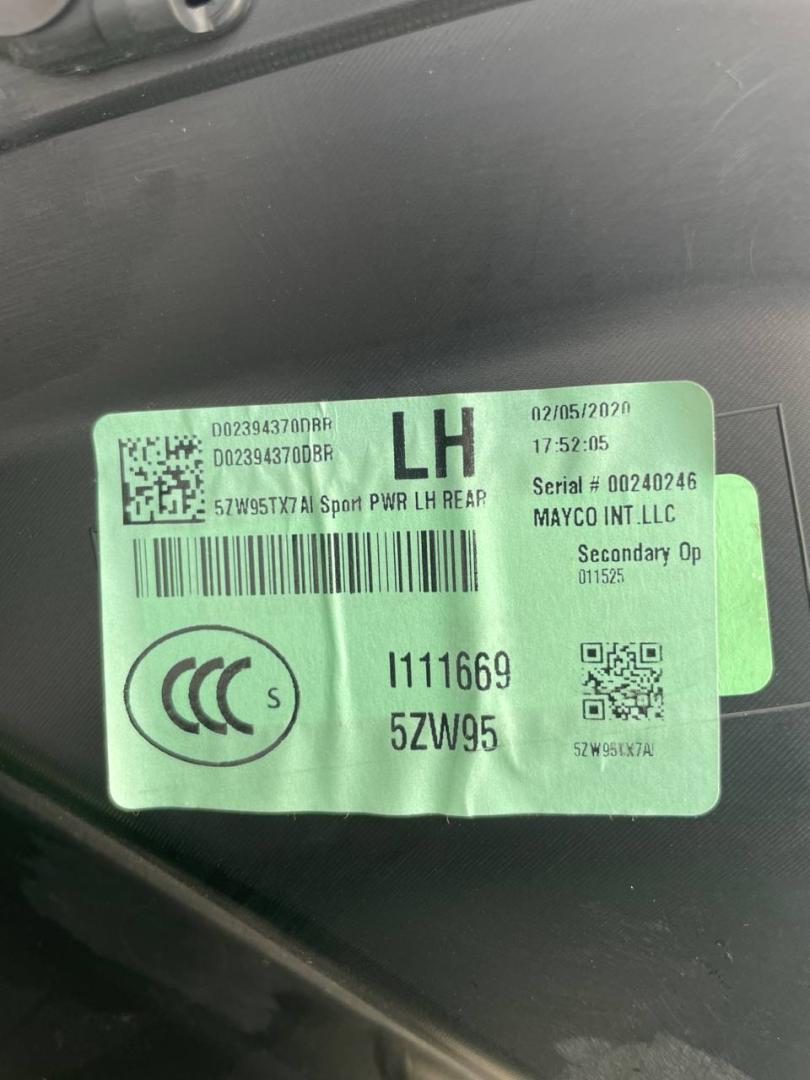 D02394370DBR
D02394370DBR
LH
5ZW95TX7AI Sport PWR LH REAR
02/05/2020
17:52:05
Serial # 00240246
MAYCO INT.LLC
Secondary Op
011525
CCC S
I111669
5ZW95
5ZW95TX7AI